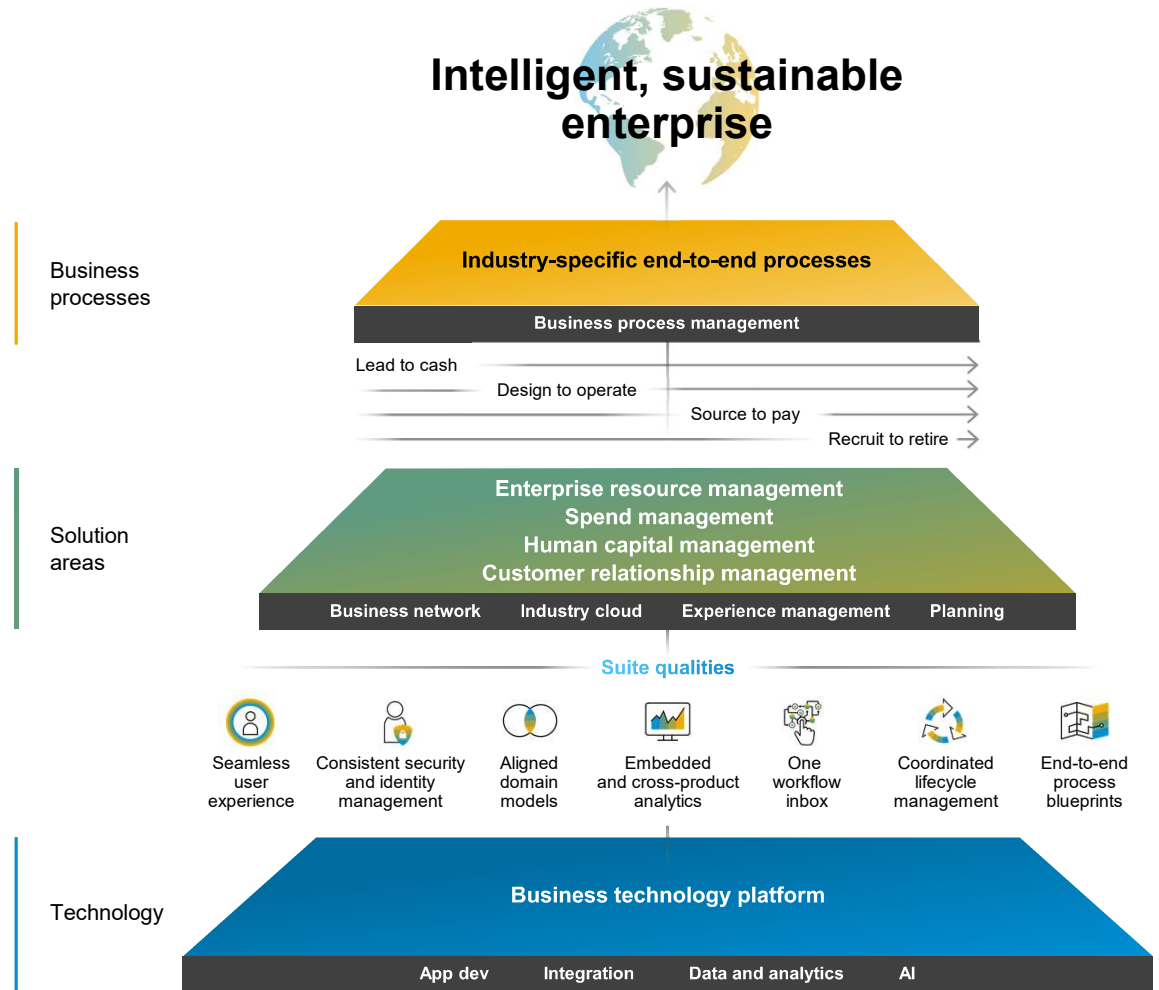 Intelligent, sustainable
enterprise
Business
processes
Industry-specific end-to-end processes
Business process management
Lead to cash
Design to operate
Source to pay
Recruit to retire
Solution
areas
Enterprise resource management
Spend management
Human capital management
Customer relationship management
Business network Industry cloud Experience management Planning
Suite qualities
Seamless
user
experience
Consistent security
and identity
management
Aligned
domain
models
Embedded
and cross-product
analytics
One
workflow
inbox
Coordinated
lifecycle
management
End-to-end
process
blueprints
Technology
Business technology platform
App dev Integration Data and analytics AI